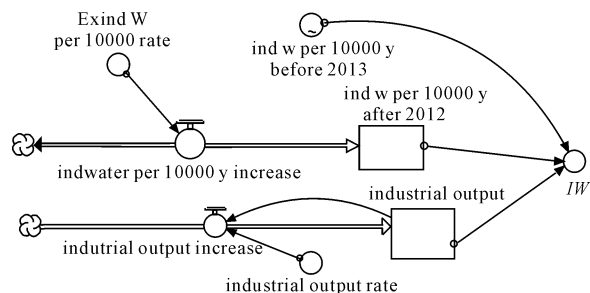 Exind W
per 10000 rate
ind w per 10000 y
before 2013
~
ind w per 10000 y
after 2012
indwater per 10000 y increase
IW
industrial output
indutrial output increase
industrial output rate